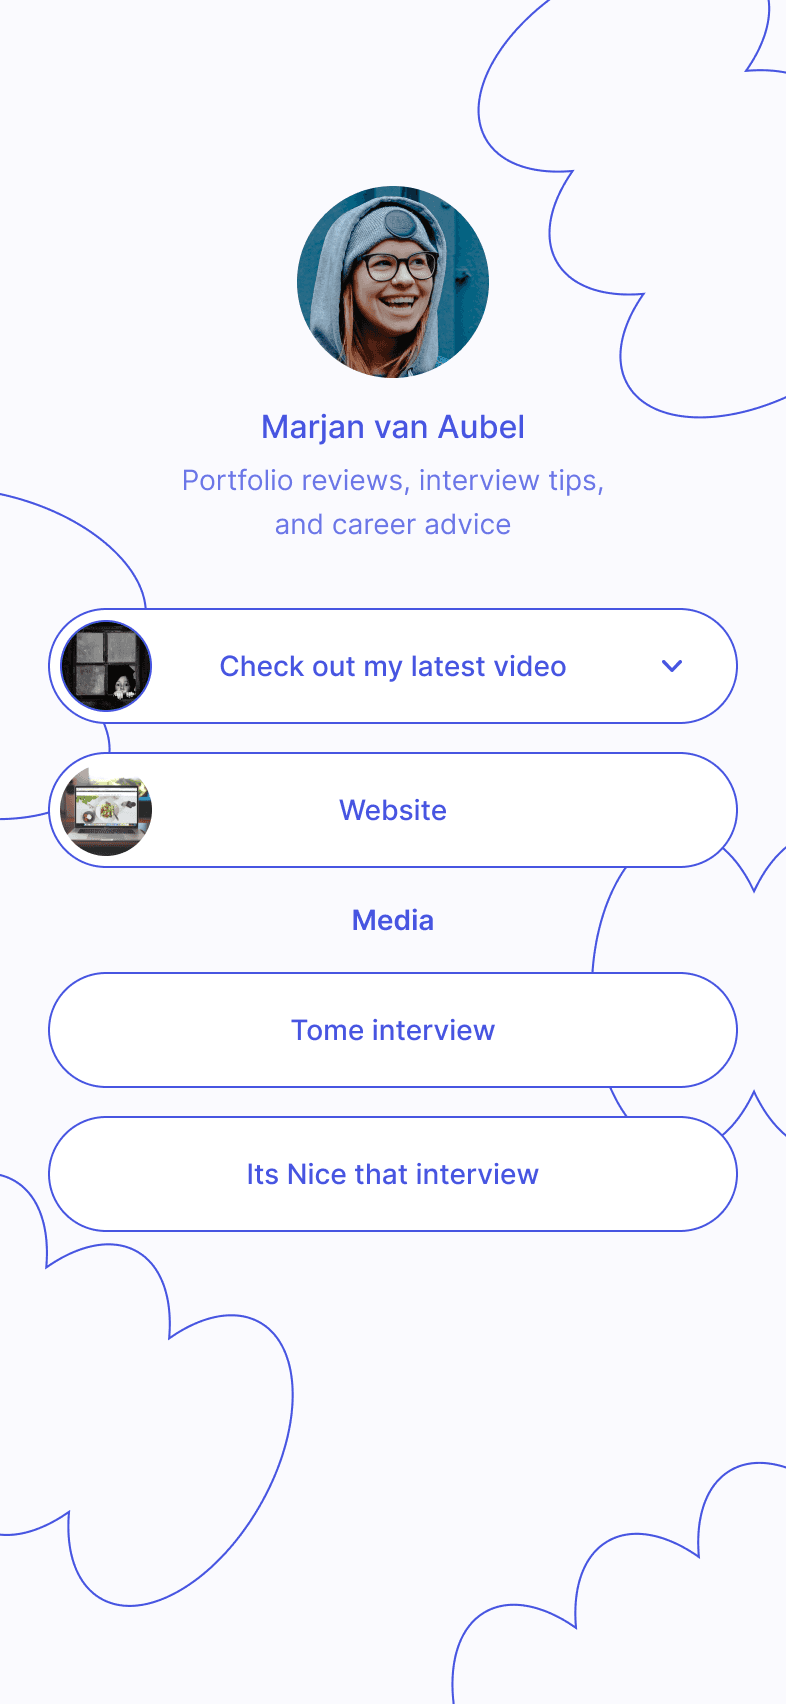 Marjan van Aubel
Portfolio reviews, interview tips,
and career advice
Check out my latest video
Website
Media
Tome interview
Its Nice that interview